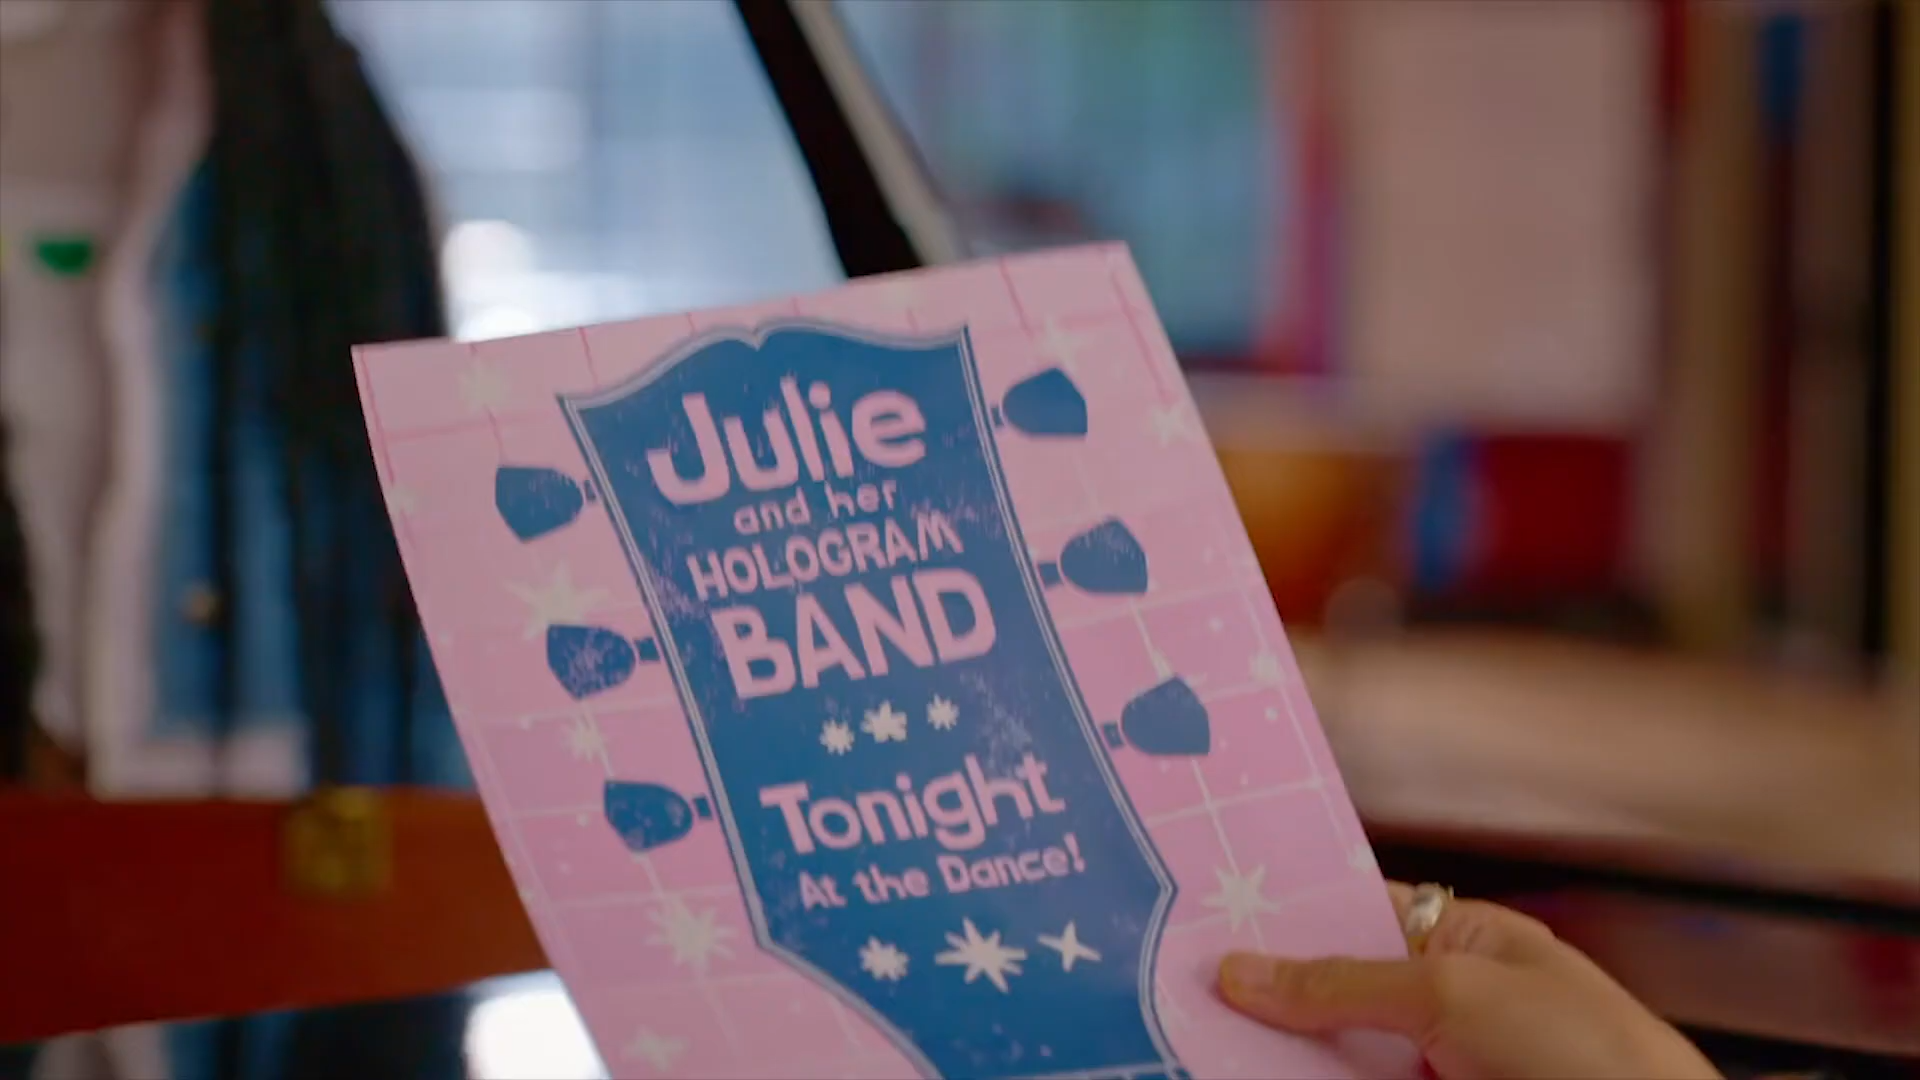 Julie
and her
HOLOGRAM
BAND
Tonight
At the Dance!